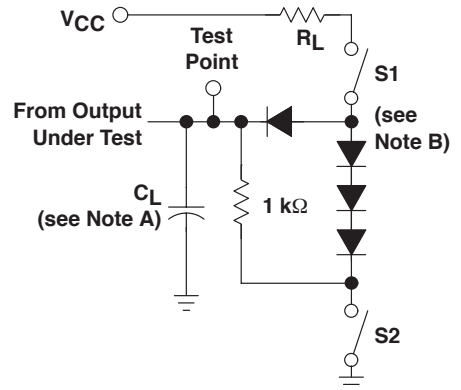 VCC
RL
Test
Point
S1
From Output
Under Test
(see
Note B)
CL
(see Note A)
1 kΩ
S2